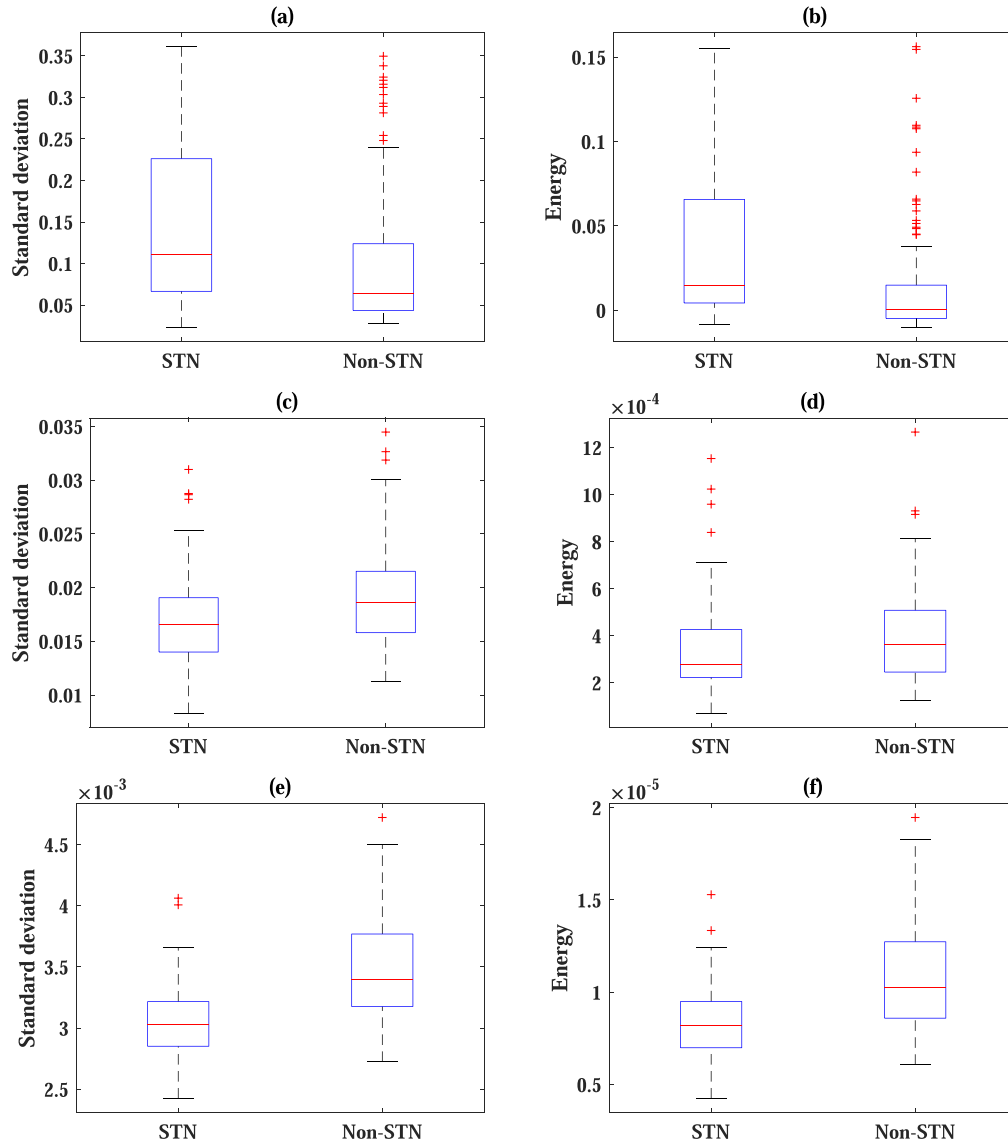 (a)
Standard deviation
0.35
0.3
0.25
0.2
0.15
0.1
0.05
STN Non-STN
(b)
Energy
0.15
0.1
0.05
0
STN Non-STN
(c)
Standard deviation
0.035
0.03
0.025
0.02
0.015
0.01
STN Non-STN
(d)
×10⁻⁴
Energy
12
10
8
6
4
2
STN Non-STN
(e)
×10⁻³
Standard deviation
4.5
4
3.5
3
2.5
STN Non-STN
(f)
×10⁻⁵
Energy
2
1.5
1
0.5
STN Non-STN